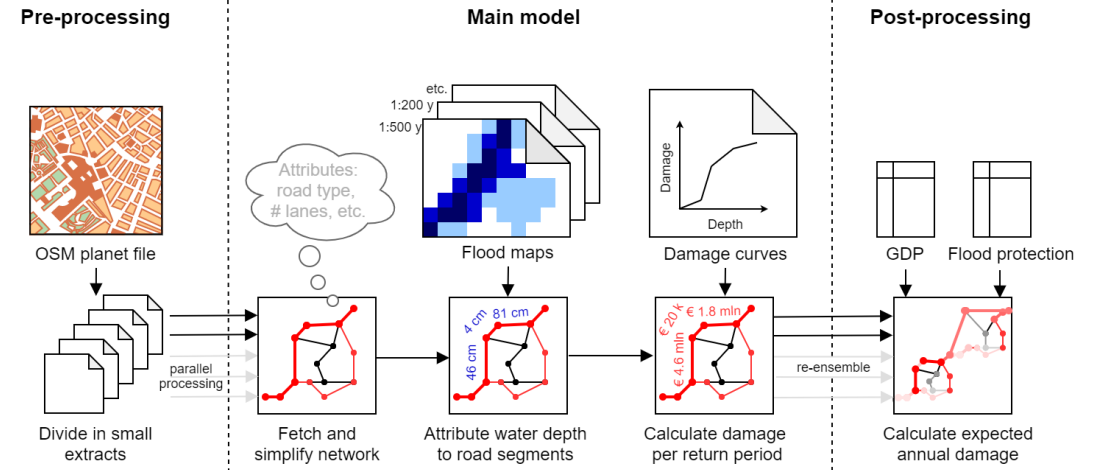 Pre-processing
Main model
Post-processing
etc.
1:200 y
1:500 y
Attributes:
road type,
# lanes, etc.
Damage
Depth
OSM planet file
Flood maps
Damage curves
GDP
Flood protection
4 cm
81 cm
46 cm
€ 20 k
€ 1.8 mln
€ 4.6 mln
parallel
processing
re-ensemble
Divide in small
extracts
Fetch and
simplify network
Attribute water depth
to road segments
Calculate damage
per return period
Calculate expected
annual damage